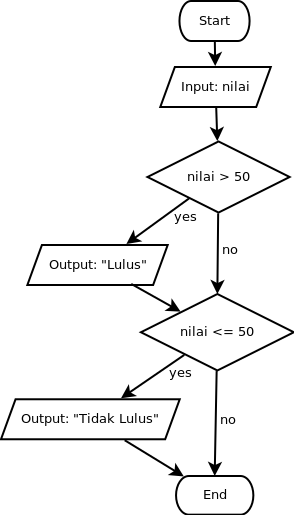 Start
Input: nilai
nilai > 50
yes
no
Output: "Lulus"
nilai <= 50
yes
no
Output: "Tidak Lulus"
End